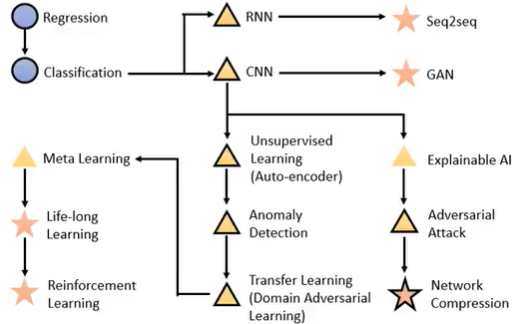 Regression
RNN
Seq2seq
Classification
CNN
GAN
Meta Learning
Unsupervised
Learning
(Auto-encoder)
Explainable AI
Life-long
Learning
Anomaly
Detection
Adversarial
Attack
Reinforcement
Learning
Transfer Learning
(Domain Adversarial
Learning)
Network
Compression